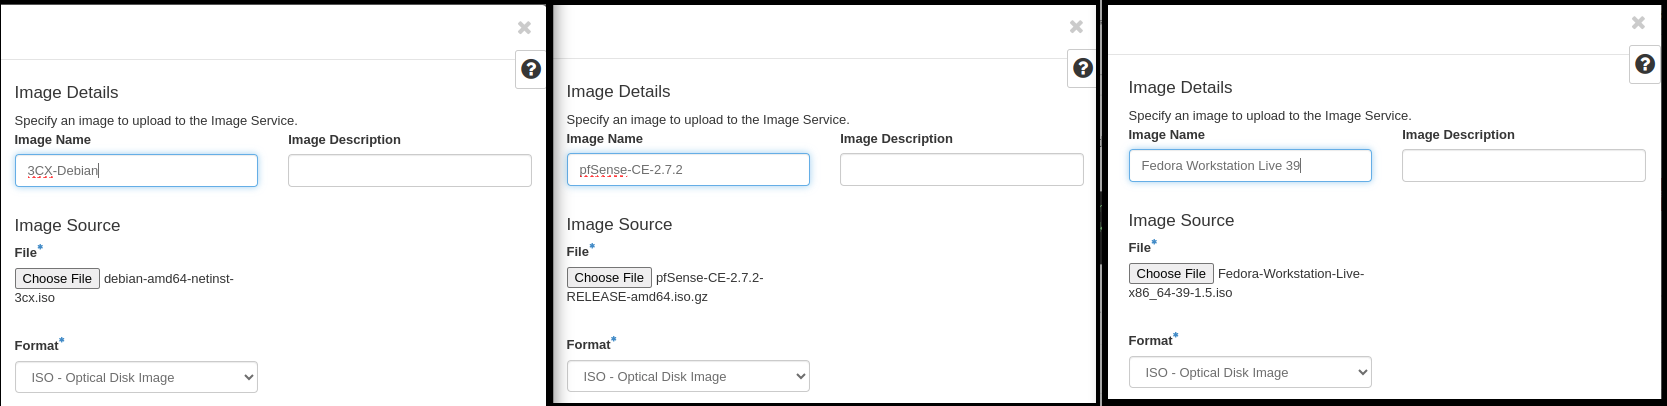 ×
?
Image Details
Specify an image to upload to the Image Service.
Image Name
Image Description
3CX-Debian
Image Source
File*
Choose File debian-amd64-netinst-
3cx.iso
Format*
ISO - Optical Disk Image
×
?
Image Details
Specify an image to upload to the Image Service.
Image Name
Image Description
pfSense-CE-2.7.2
Image Source
File*
Choose File pfSense-CE-2.7.2-
RELEASE-amd64.iso.gz
Format*
ISO - Optical Disk Image
×
?
Image Details
Specify an image to upload to the Image Service.
Image Name
Image Description
Fedora Workstation Live 39
Image Source
File*
Choose File Fedora-Workstation-Live-
x86_64-39-1.5.iso
Format*
ISO - Optical Disk Image